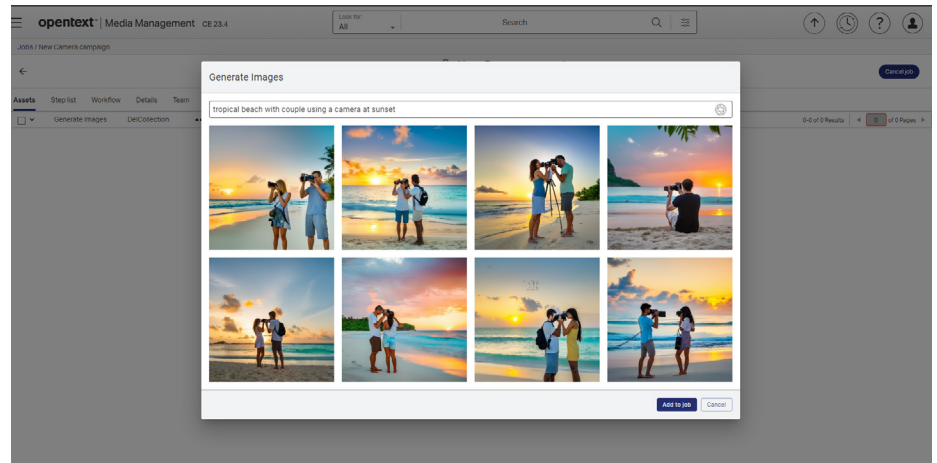 opentext™ | Media Management CE 23.4
Look for:
All
Search
Jobs / New Camera campaign
Cancel job
Generate Images
Assets Step list Workflow Details Team
tropical beach with couple using a camera at sunset
Generate Images DelCollection
0-0 of 0 Results 0 of 0 Pages
Add to job Cancel